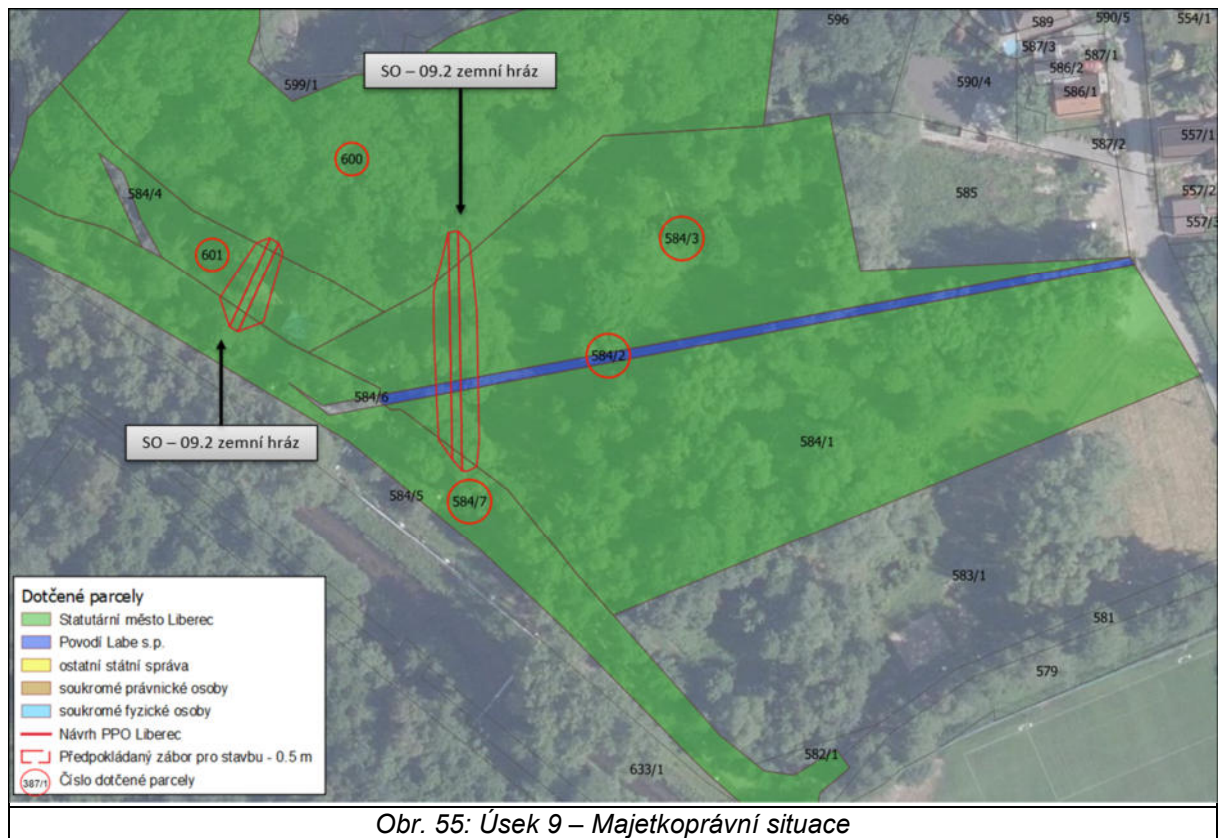 596
589
590/5
554/1
587/3
587/1
SO – 09.2 zemní hráz
586/2
599/1
590/4
586/1
557/1
587/2
600
584/4
585
557/2
557/3
584/3
601
584/2
584/6
SO – 09.2 zemní hráz
584/1
584/5
584/7
583/1
581
579
582/1
633/1
Dotčené parcely
Statutární město Liberec
Povodí Labe s.p.
ostatní státní správa
soukromé právnické osoby
soukromé fyzické osoby
Návrh PPO Liberec
Předpokládaný zábor pro stavbu - 0.5 m
387/1 Číslo dotčené parcely
Obr. 55: Úsek 9 – Majetkoprávní situace